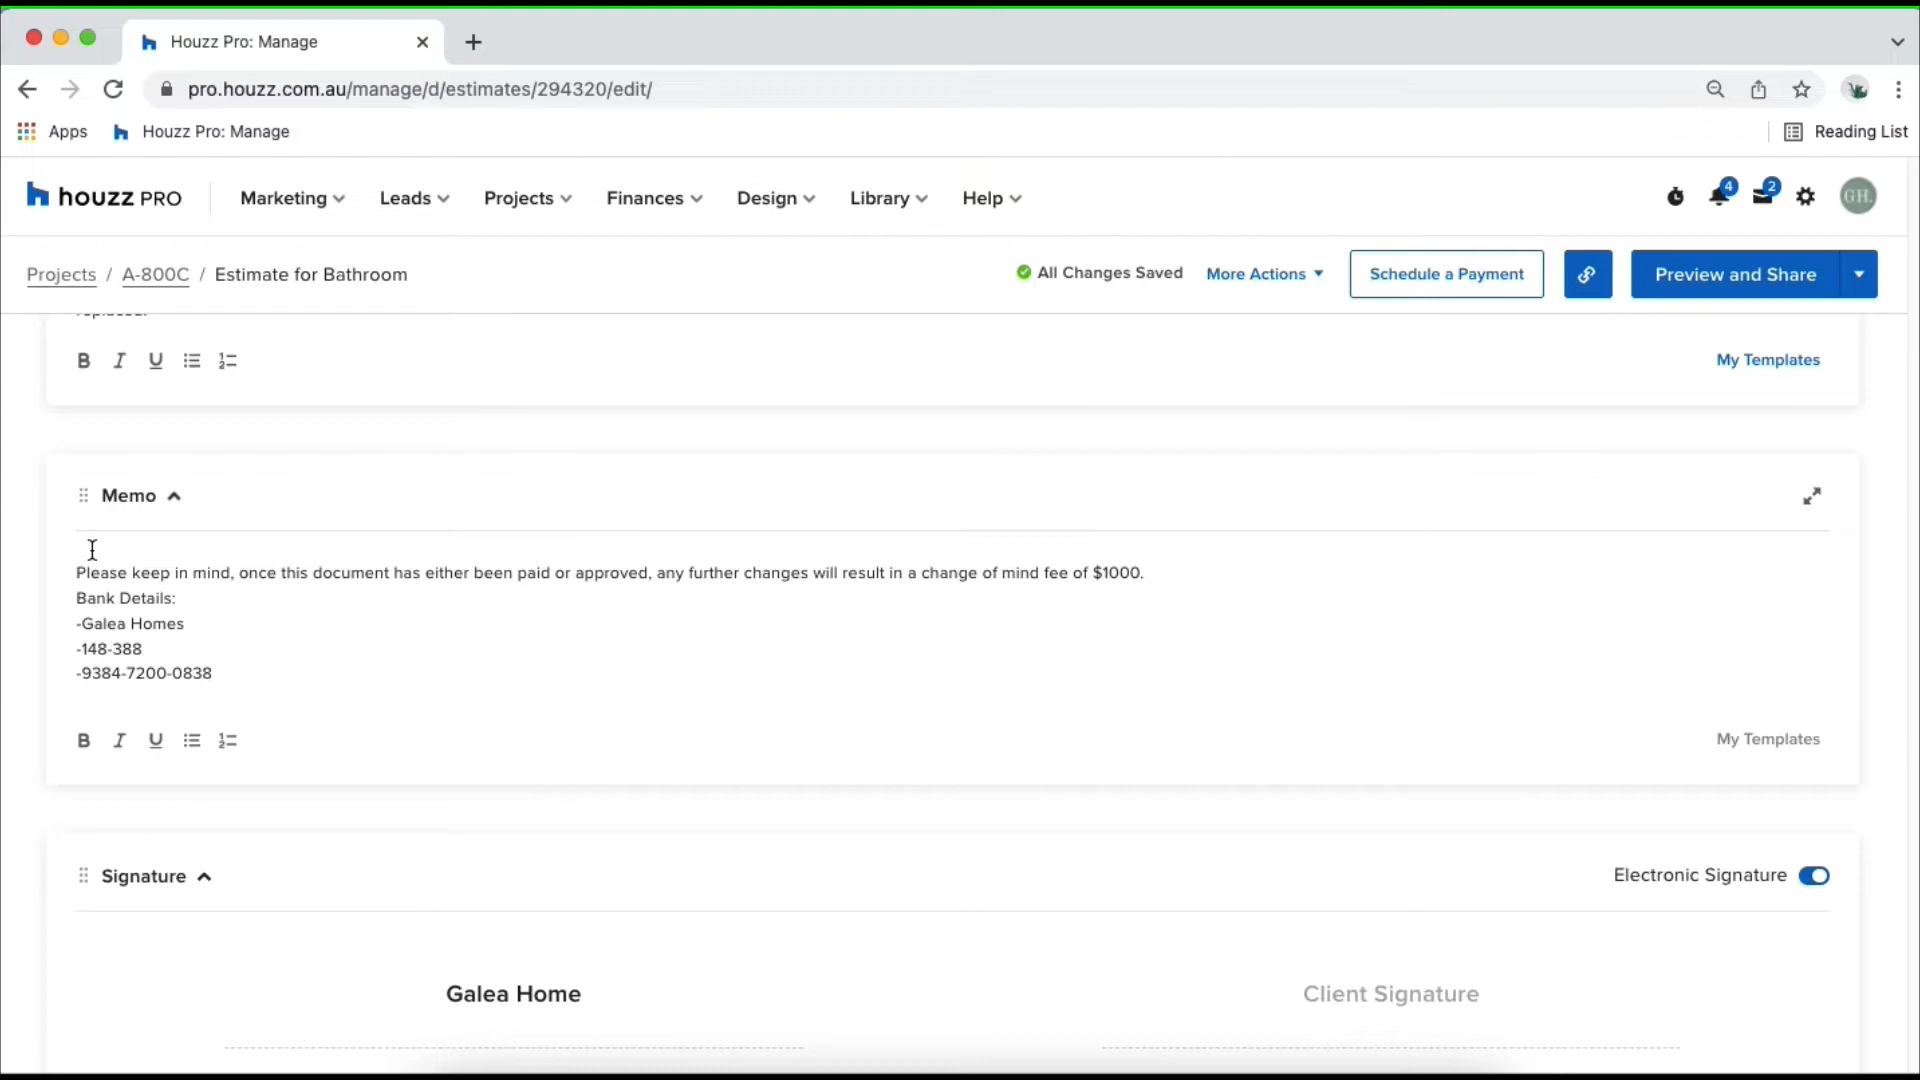 Houzz Pro: Manage
pro.houzz.com.au/manage/d/estimates/294320/edit/
Apps
Houzz Pro: Manage
Reading List
houzz PRO
Marketing
Leads
Projects
Finances
Design
Library
Help
4
2
GH.
Projects / A-800C / Estimate for Bathroom
All Changes Saved
More Actions
Schedule a Payment
Preview and Share
B I U
My Templates
Memo
Please keep in mind, once this document has either been paid or approved, any further changes will result in a change of mind fee of $1000.
Bank Details:
-Galea Homes
-148-388
-9384-7200-0838
B I U
My Templates
Signature
Electronic Signature
Galea Home
Client Signature